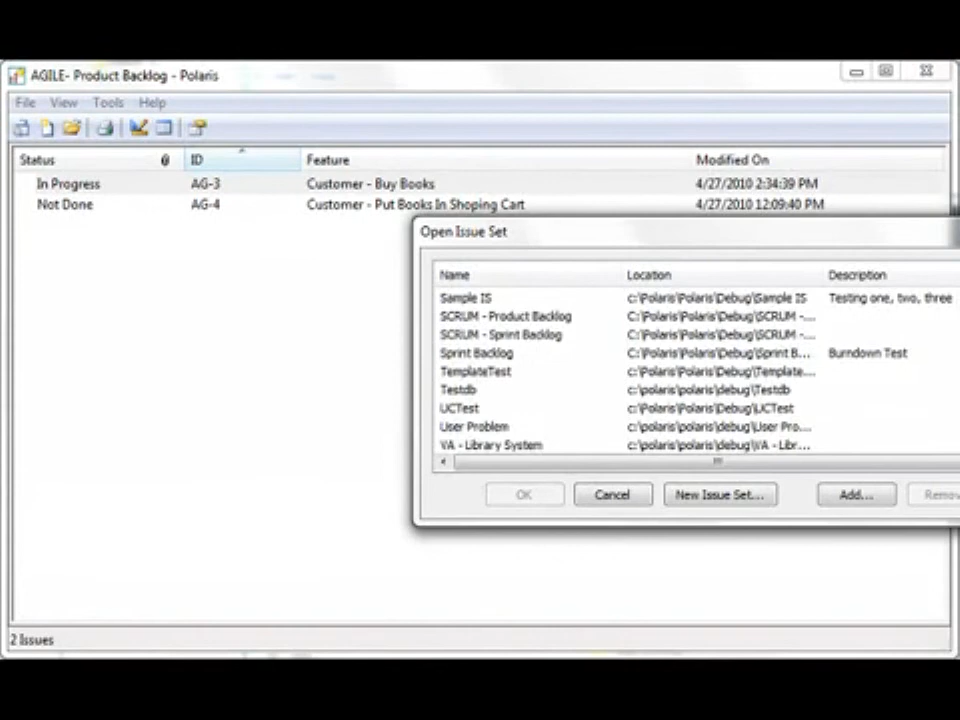 AGILE- Product Backlog - Polaris
File View Tools Help
Status ID Feature Modified On
In Progress AG-3 Customer - Buy Books 4/27/2010 2:34:39 PM
Not Done AG-4 Customer - Put Books In Shoping Cart 4/27/2010 12:09:40 PM
Open Issue Set
Name Location Description
Sample IS c:\Polaris\Polaris\Debug\Sample IS Testing one, two, three
SCRUM - Product Backlog C:\Polaris\Polaris\Debug\SCRUM -...
SCRUM - Sprint Backlog C:\Polaris\Polaris\Debug\SCRUM -...
Sprint Backlog C:\Polaris\Polaris\Debug\Sprint B... Burndown Test
TemplateTest c:\Polaris\Polaris\Debug\Template...
Testdb c:\polaris\polaris\debug\Testdb
UCTest c:\Polaris\Polaris\Debug\UCTest
User Problem c:\polaris\Polaris\debug\User Pro...
VA - Library System c:\polaris\polaris\debug\VA - Libr...
OK Cancel New Issue Set... Add... Remov
2 Issues